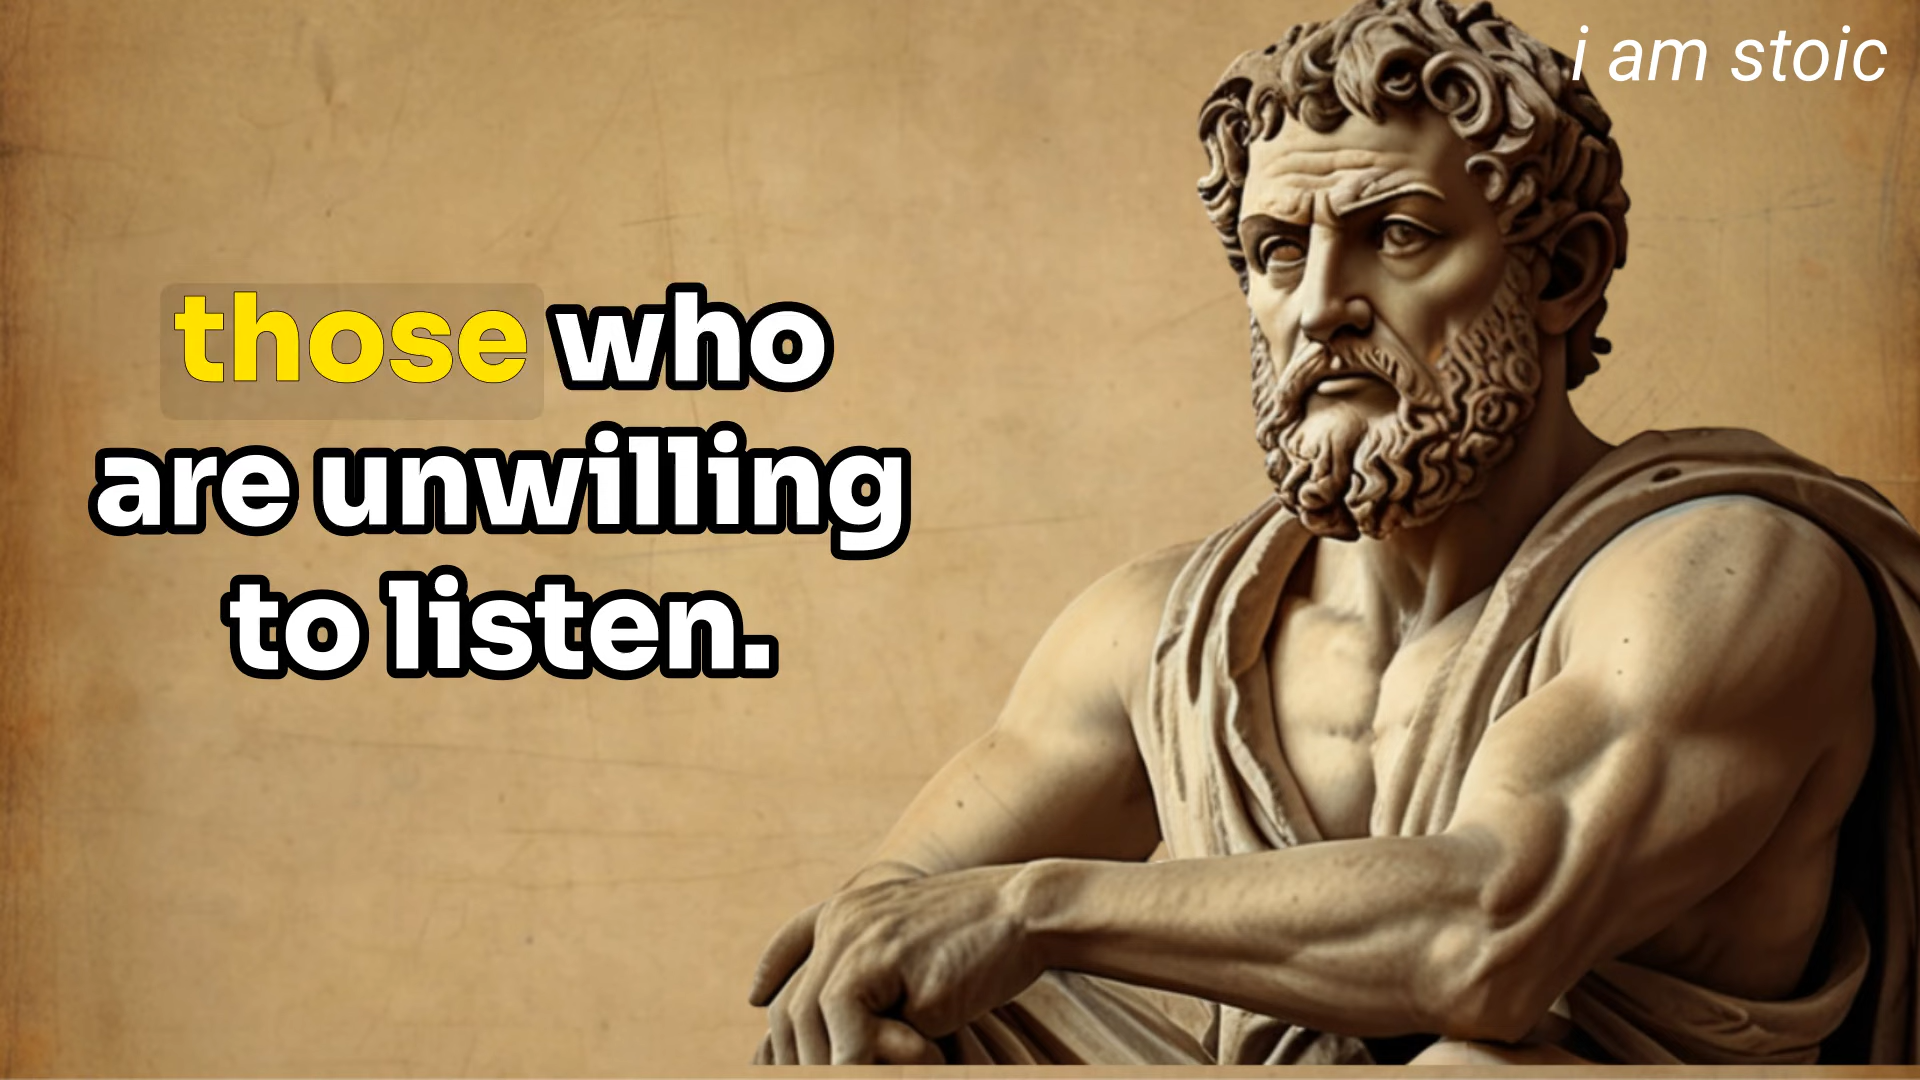 i am stoic
those who
are unwilling
to listen.